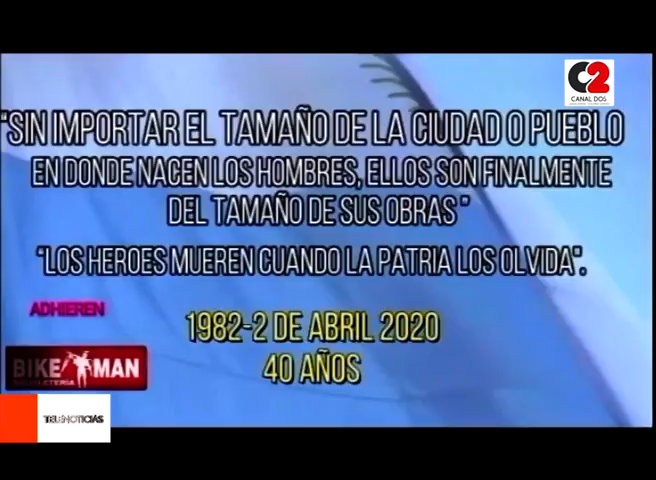 C2
CANAL DOS
"SIN IMPORTAR EL TAMAÑO DE LA CIUDAD O PUEBLO
EN DONDE NACEN LOS HOMBRES, ELLOS SON FINALMENTE
DEL TAMAÑO DE SUS OBRAS"
"LOS HEROES MUEREN CUANDO LA PATRIA LOS OLVIDA".
ADHIEREN
1982-2 DE ABRIL 2020
40 AÑOS
BIKE MAN
BICICLETERIA
TELENOTICIAS